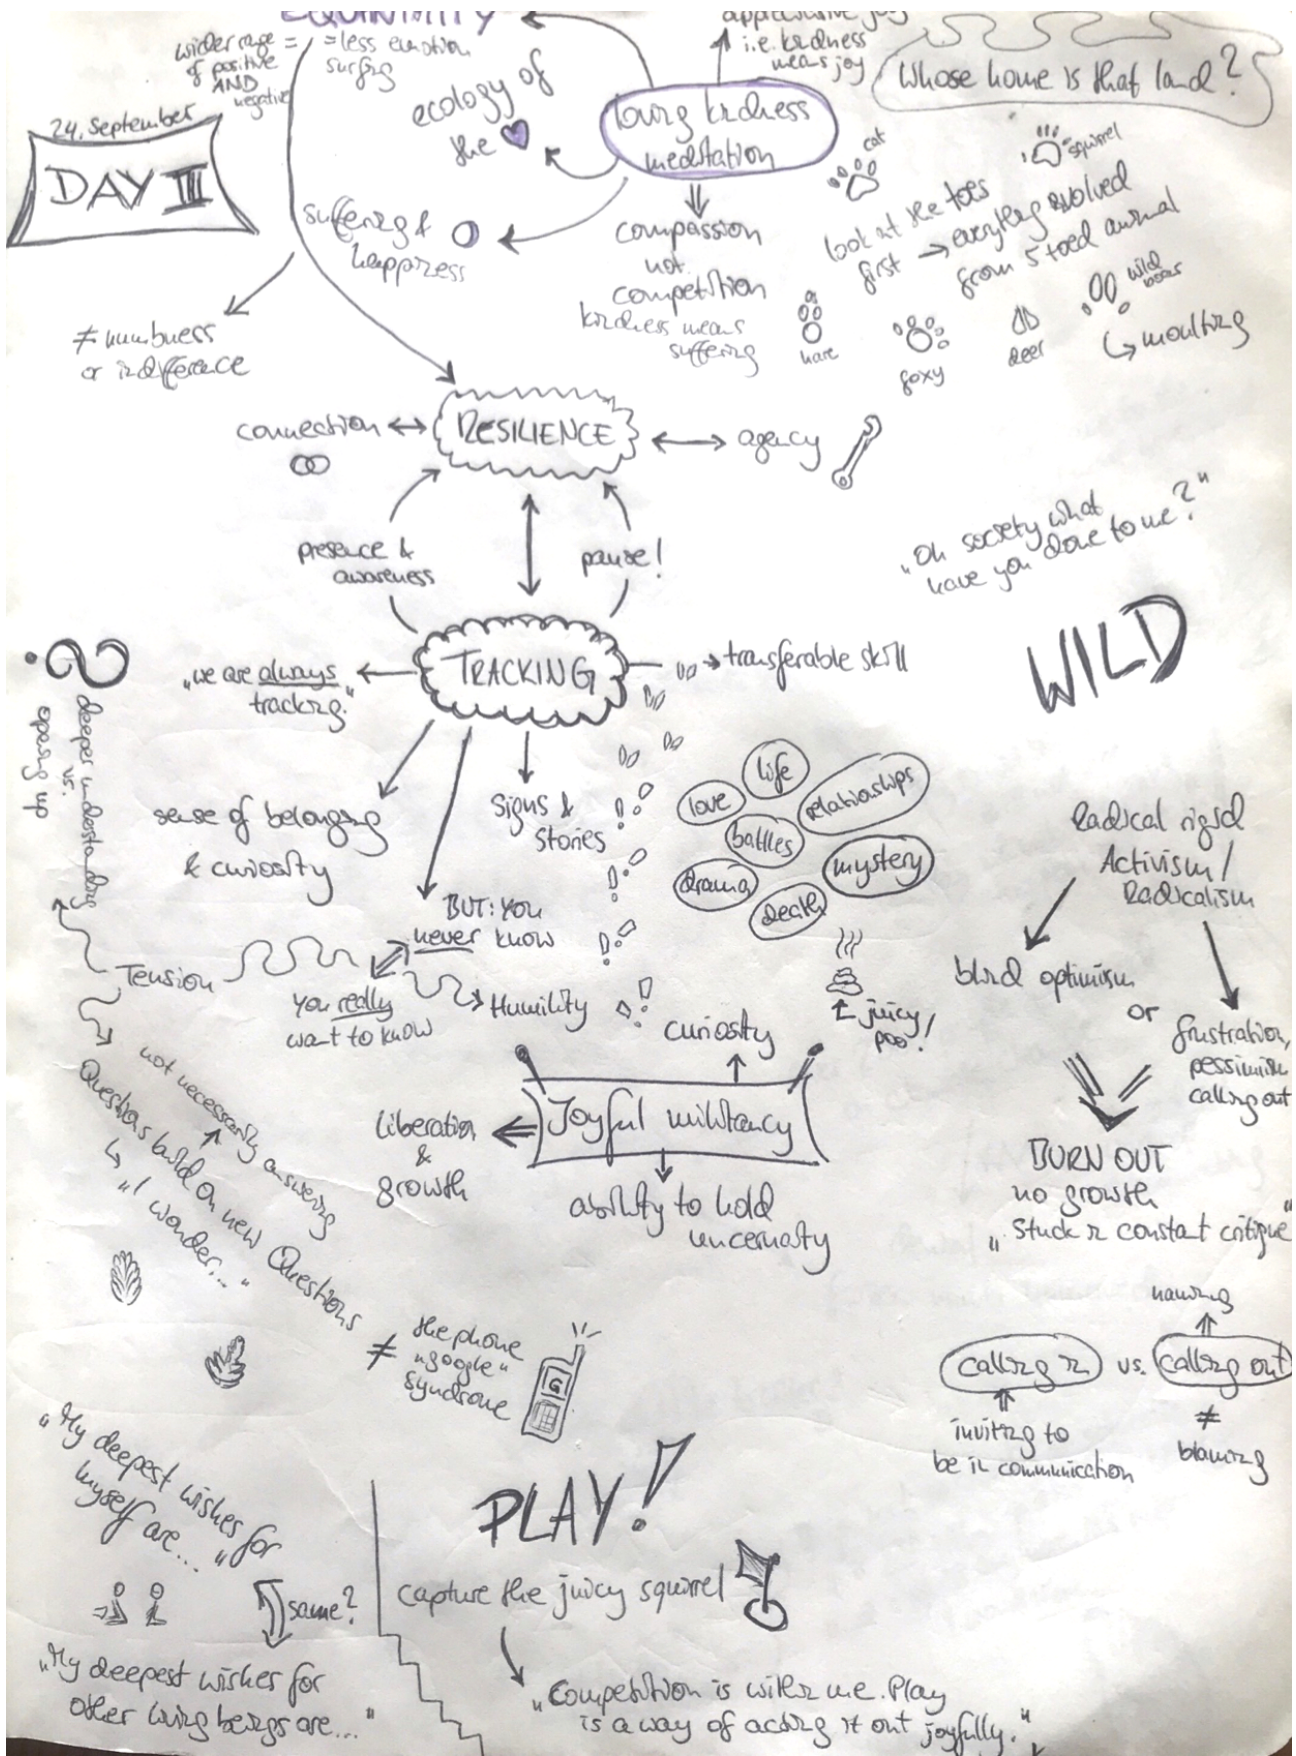 EQUINIMITY
wider range =
of positive
AND
negative
= less emotion
surfing
appreciative joy
i.e. kindness
means joy
Whose home is that land?
24. September
DAY III
ecology of
the
loving kindness
meditation
suffering &
happiness
compassion
not
competition
kindness means
suffering
≠ numbness
or indifference
cat
squirrel
look at the toes
first → everything evolved
from 5 toed animal
hare
foxy
deer
wild
boar
↳ moulting
connection ↔
RESILIENCE
↔ agency
presence &
awareness
pause!
„Oh society what
have you done to me?"
WILD
TRACKING
„we are always
tracking."
→ transferable skill
deeper understanding
vs.
opening up
sense of belonging
& curiosity
Signs &
stories
BUT: YOU
never know
you really
want to know
Tension
Humility
life
love
relationships
battles
mystery
drama
death
juicy
poo!
Radical rigid
Activism /
Radicalism
blind optimism
or
frustration,
pessimism
calling out
BURN OUT
no growth
„stuck in constant critique"
curiosity
Joyful militancy
liberation
&
growth
ability to hold
uncernaty
not necessarily answering
Questions build on new Questions
↳ „I wonder..."
≠ the phone
„google"
syndrome
G
naming
calling in vs. calling out
inviting to
be in communication
≠
blaming
„My deepest wishes for
myself are..."
same?
„My deepest wishes for
other living beings are..."
PLAY!
capture the juicy squirrel
„Competition is within me. Play
is a way of acting it out joyfully."